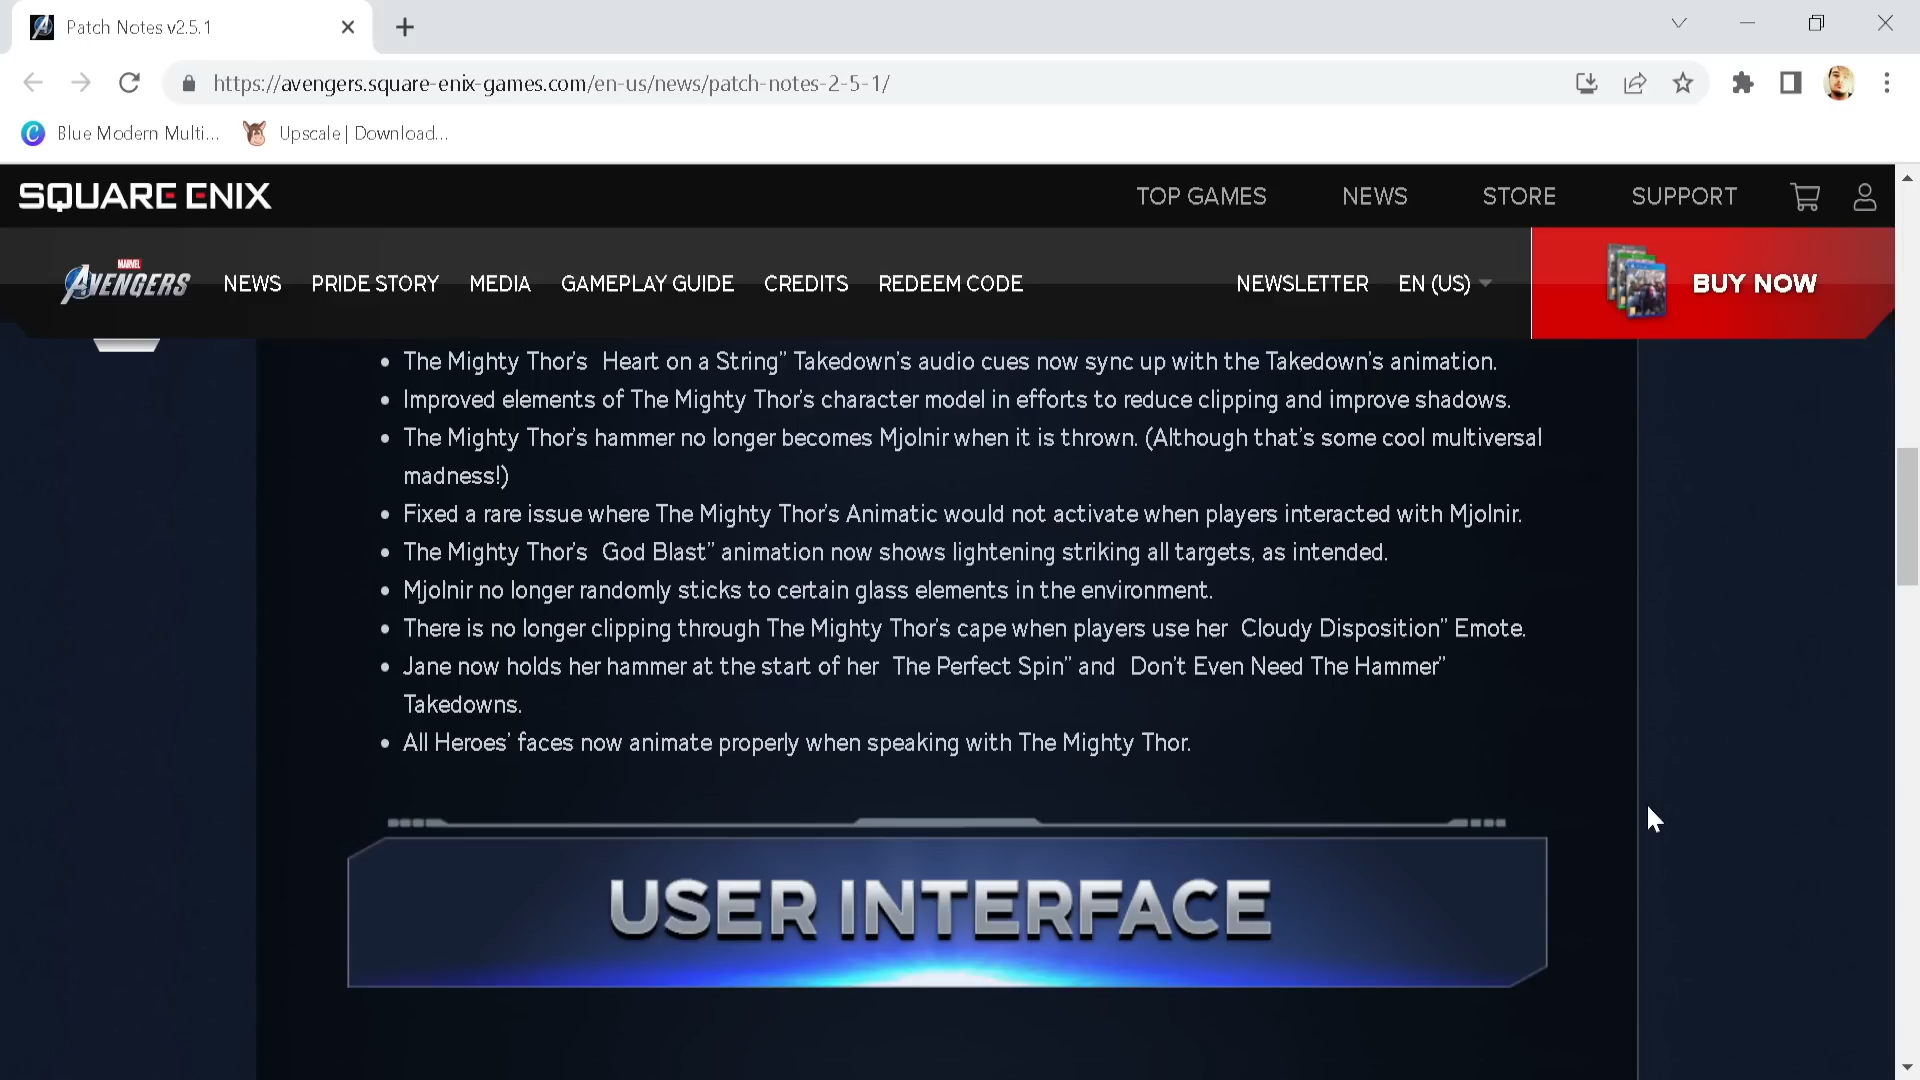 Patch Notes v2.5.1
https://avengers.square-enix-games.com/en-us/news/patch-notes-2-5-1/
Blue Modern Multi... Upscale | Download...
SQUARE ENIX TOP GAMES NEWS STORE SUPPORT
MARVEL
AVENGERS NEWS PRIDE STORY MEDIA GAMEPLAY GUIDE CREDITS REDEEM CODE NEWSLETTER EN (US) BUY NOW
• The Mighty Thor's Heart on a String" Takedown's audio cues now sync up with the Takedown's animation.
• Improved elements of The Mighty Thor's character model in efforts to reduce clipping and improve shadows.
• The Mighty Thor's hammer no longer becomes Mjolnir when it is thrown. (Although that's some cool multiversal
madness!)
• Fixed a rare issue where The Mighty Thor's Animatic would not activate when players interacted with Mjolnir.
• The Mighty Thor's God Blast" animation now shows lightening striking all targets, as intended.
• Mjolnir no longer randomly sticks to certain glass elements in the environment.
• There is no longer clipping through The Mighty Thor's cape when players use her Cloudy Disposition" Emote.
• Jane now holds her hammer at the start of her The Perfect Spin" and Don't Even Need The Hammer"
Takedowns.
• All Heroes' faces now animate properly when speaking with The Mighty Thor.
USER INTERFACE